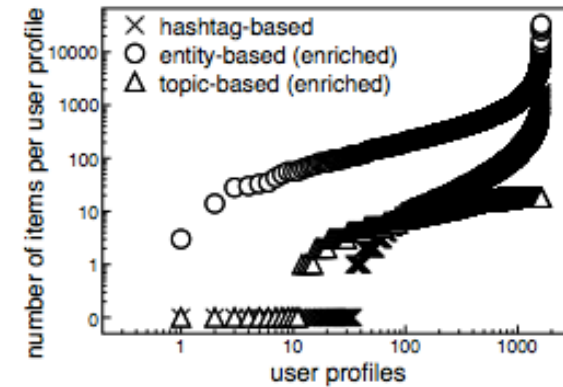 hashtag-based
entity-based (enriched)
topic-based (enriched)
number of items per user profile
10000
1000
100
10
1
0
1
10
100
1000
user profiles